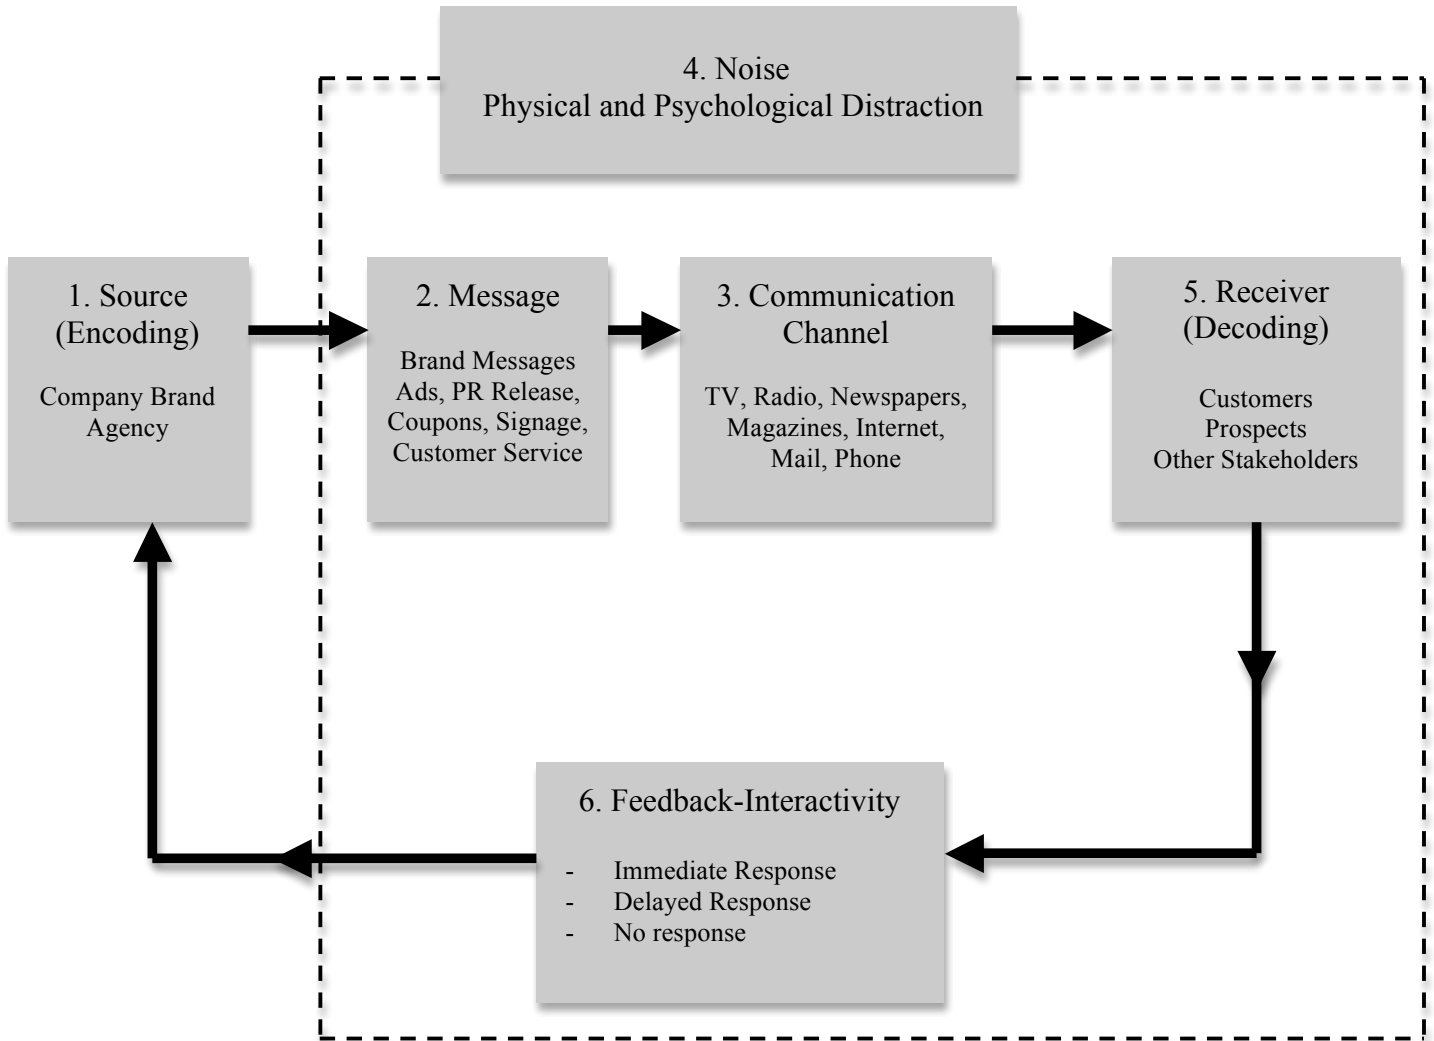 4. Noise
Physical and Psychological Distraction
1. Source
(Encoding)
Company Brand
Agency
2. Message
Brand Messages
Ads, PR Release,
Coupons, Signage,
Customer Service
3. Communication
Channel
TV, Radio, Newspapers,
Magazines, Internet,
Mail, Phone
5. Receiver
(Decoding)
Customers
Prospects
Other Stakeholders
6. Feedback-Interactivity
- Immediate Response
- Delayed Response
- No response